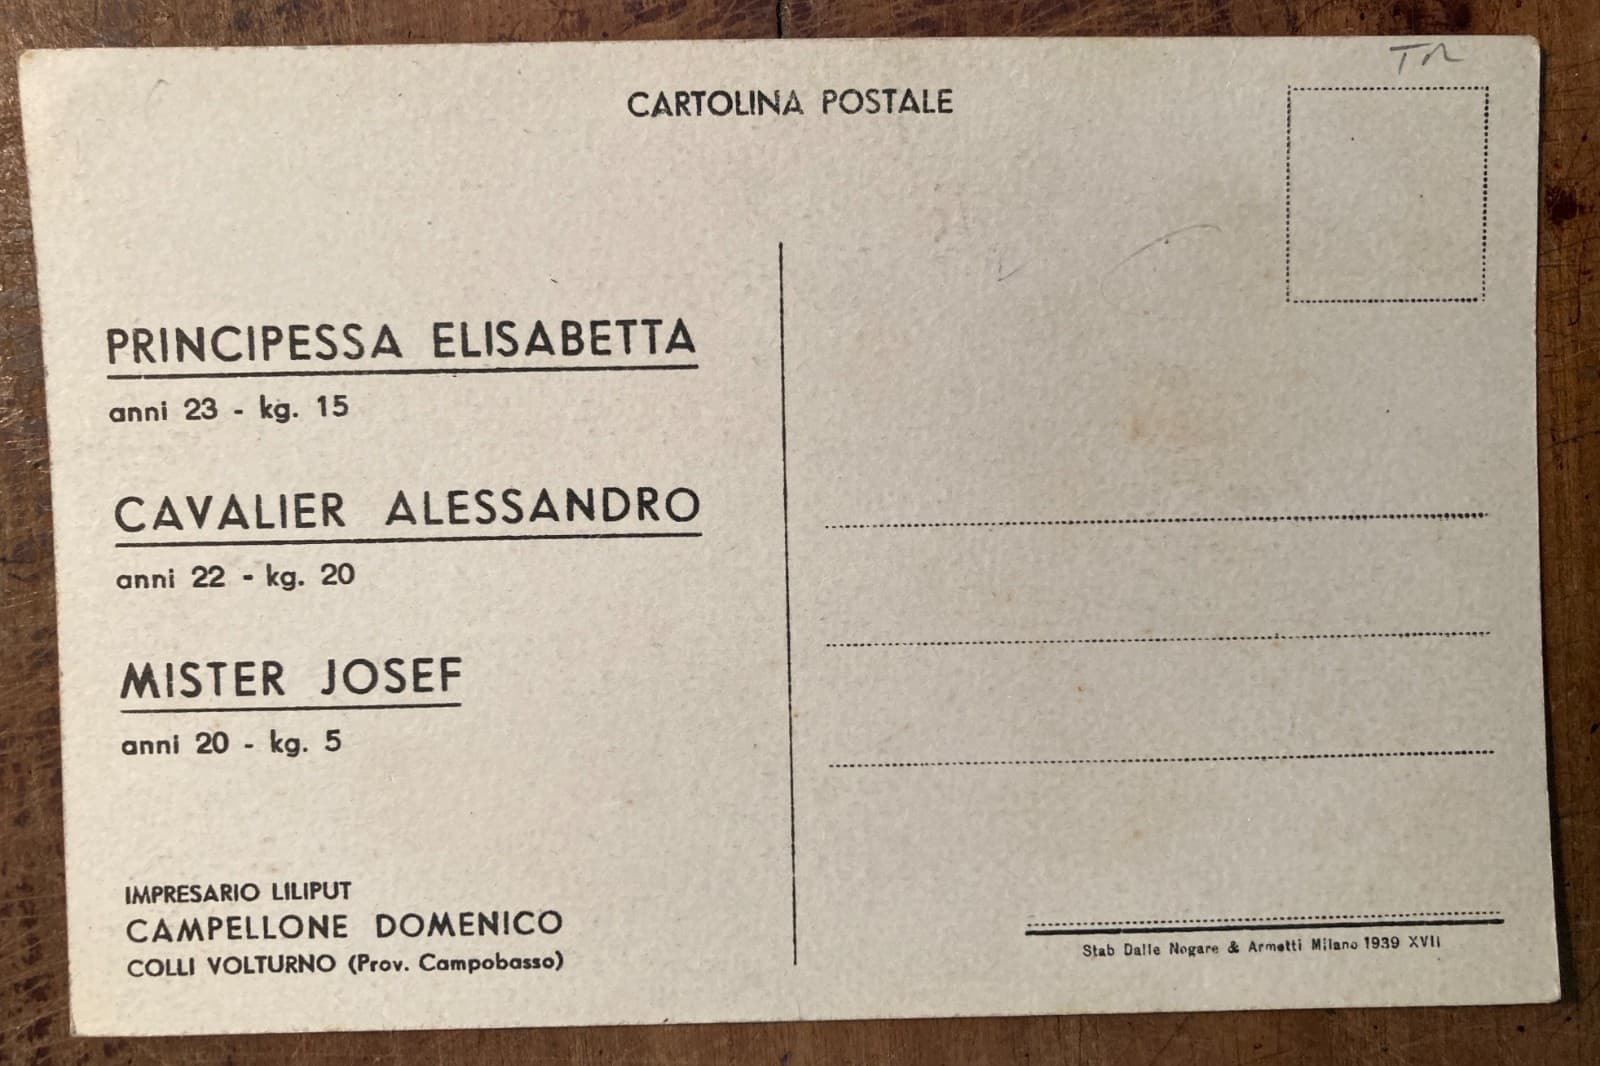 CARTOLINA POSTALE
PRINCIPESSA ELISABETTA
anni 23 - kg. 15
CAVALIER ALESSANDRO
anni 22 - kg. 20
MISTER JOSEF
anni 20 - kg. 5
IMPRESARIO LILIPUT
CAMPELLONE DOMENICO
COLLI VOLTURNO (Prov. Campobasso)
Stab Dalle Nogare & Armetti Milano 1939 XVII